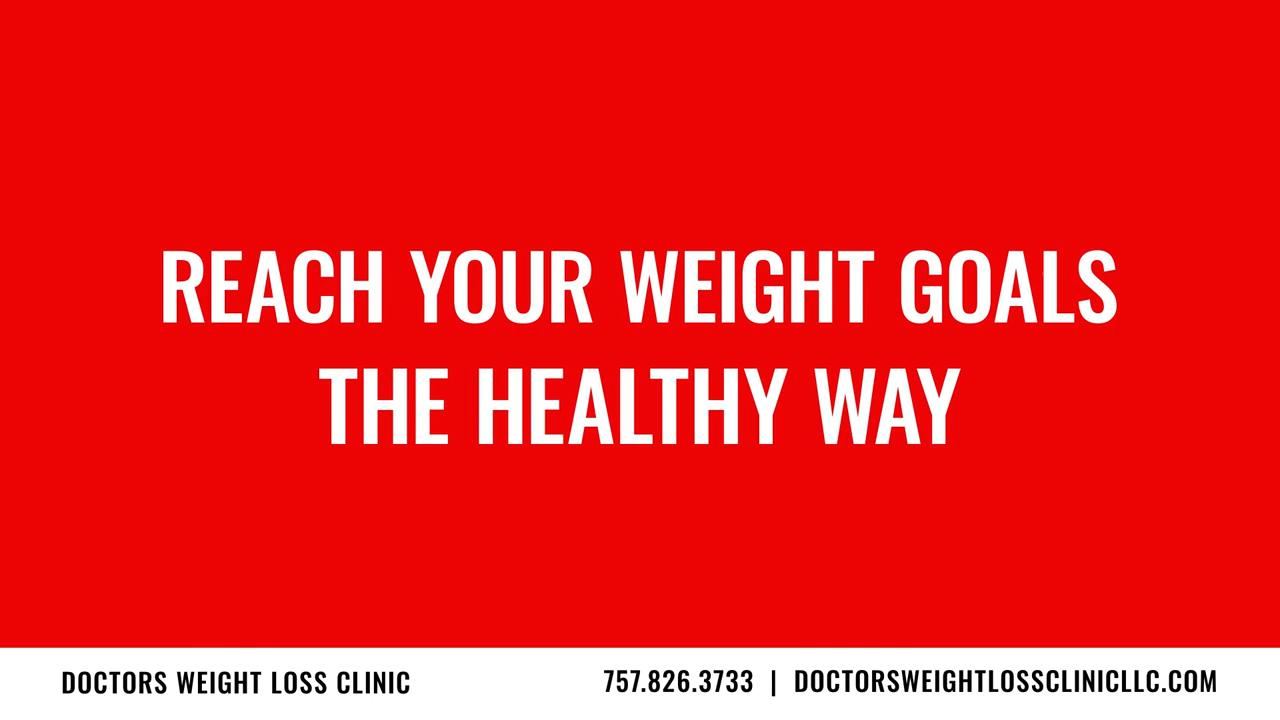 REACH YOUR WEIGHT GOALS
THE HEALTHY WAY
DOCTORS WEIGHT LOSS CLINIC
757.826.3733 | DOCTORSWEIGHTLOSSCLINICLLC.COM